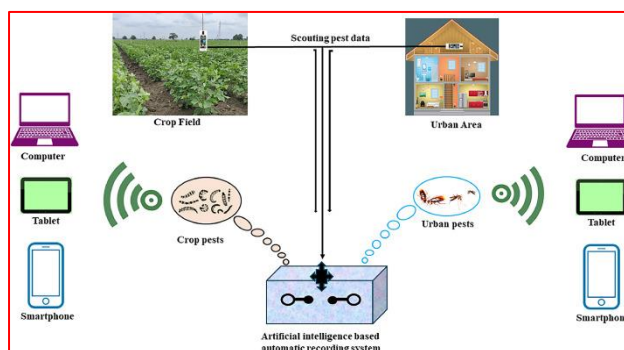 Scouting pest data
Crop Field
Urban Area
Computer
Computer
Tablet
Tablet
Crop pests
Urban pests
Smartphone
Smartphone
Artificial intelligence based
automatic recording system